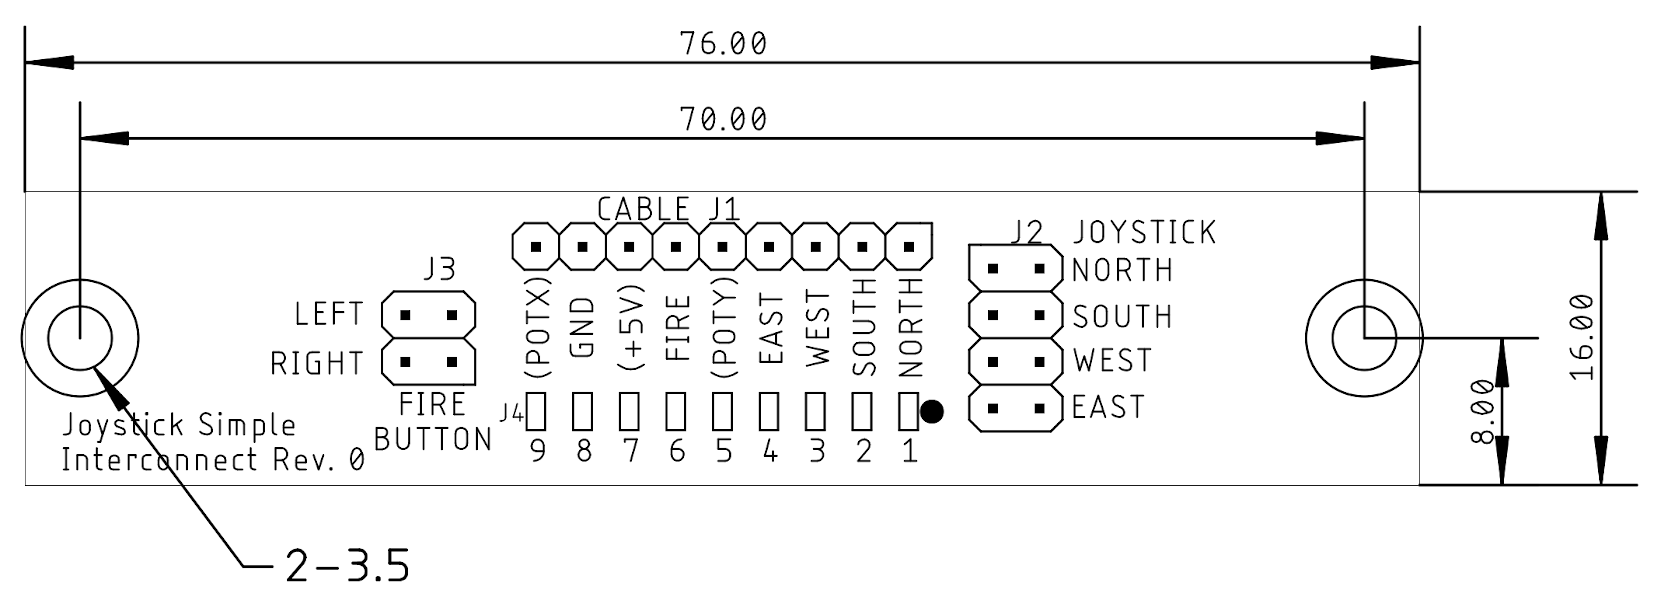 76.00
70.00
CABLE J1
J2 JOYSTICK
NORTH
SOUTH
WEST
EAST
J3
LEFT
RIGHT
FIRE
BUTTON
(POTX)
GND
(+5V)
FIRE
(POTY)
EAST
WEST
SOUTH
NORTH
J4
9 8 7 6 5 4 3 2 1
Joystick Simple
Interconnect Rev. 0
16.00
8.00
2-3.5